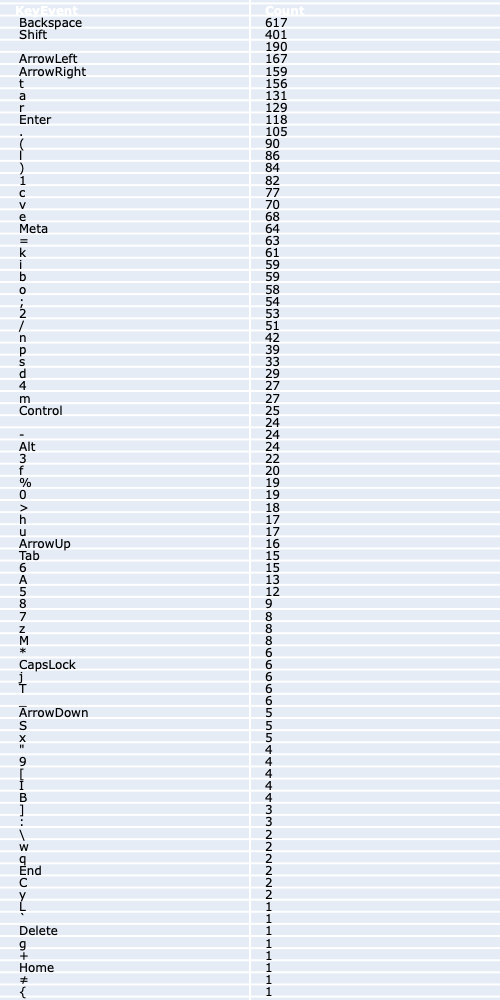 KeyEvent Count
Backspace 617
Shift 401
190
ArrowLeft 167
ArrowRight 159
t 156
a 131
r 129
Enter 118
. 105
( 90
l 86
) 84
1 82
c 77
v 70
e 68
Meta 64
= 63
k 61
i 59
b 59
o 58
; 54
2 53
/ 51
n 42
p 39
s 33
d 29
4 27
m 27
Control 25
24
- 24
Alt 24
3 22
f 20
% 19
0 19
> 18
h 17
u 17
ArrowUp 16
Tab 15
6 15
A 13
5 12
8 9
7 8
z 8
M 8
* 6
CapsLock 6
j 6
T 6
_ 6
ArrowDown 5
S 5
x 5
" 4
9 4
[ 4
I 4
B 4
] 3
: 3
\ 2
w 2
q 2
End 2
C 2
y 2
L 1
` 1
Delete 1
g 1
+ 1
Home 1
≠ 1
{ 1